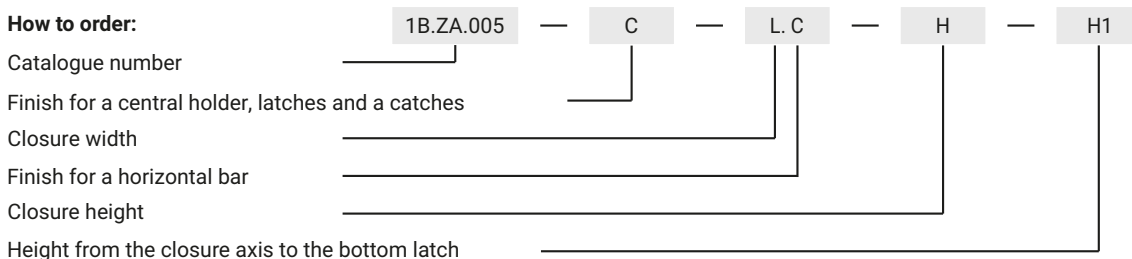 How to order: 1B.ZA.005 — C — L. C — H — H1
Catalogue number
Finish for a central holder, latches and a catches
Closure width
Finish for a horizontal bar
Closure height
Height from the closure axis to the bottom latch